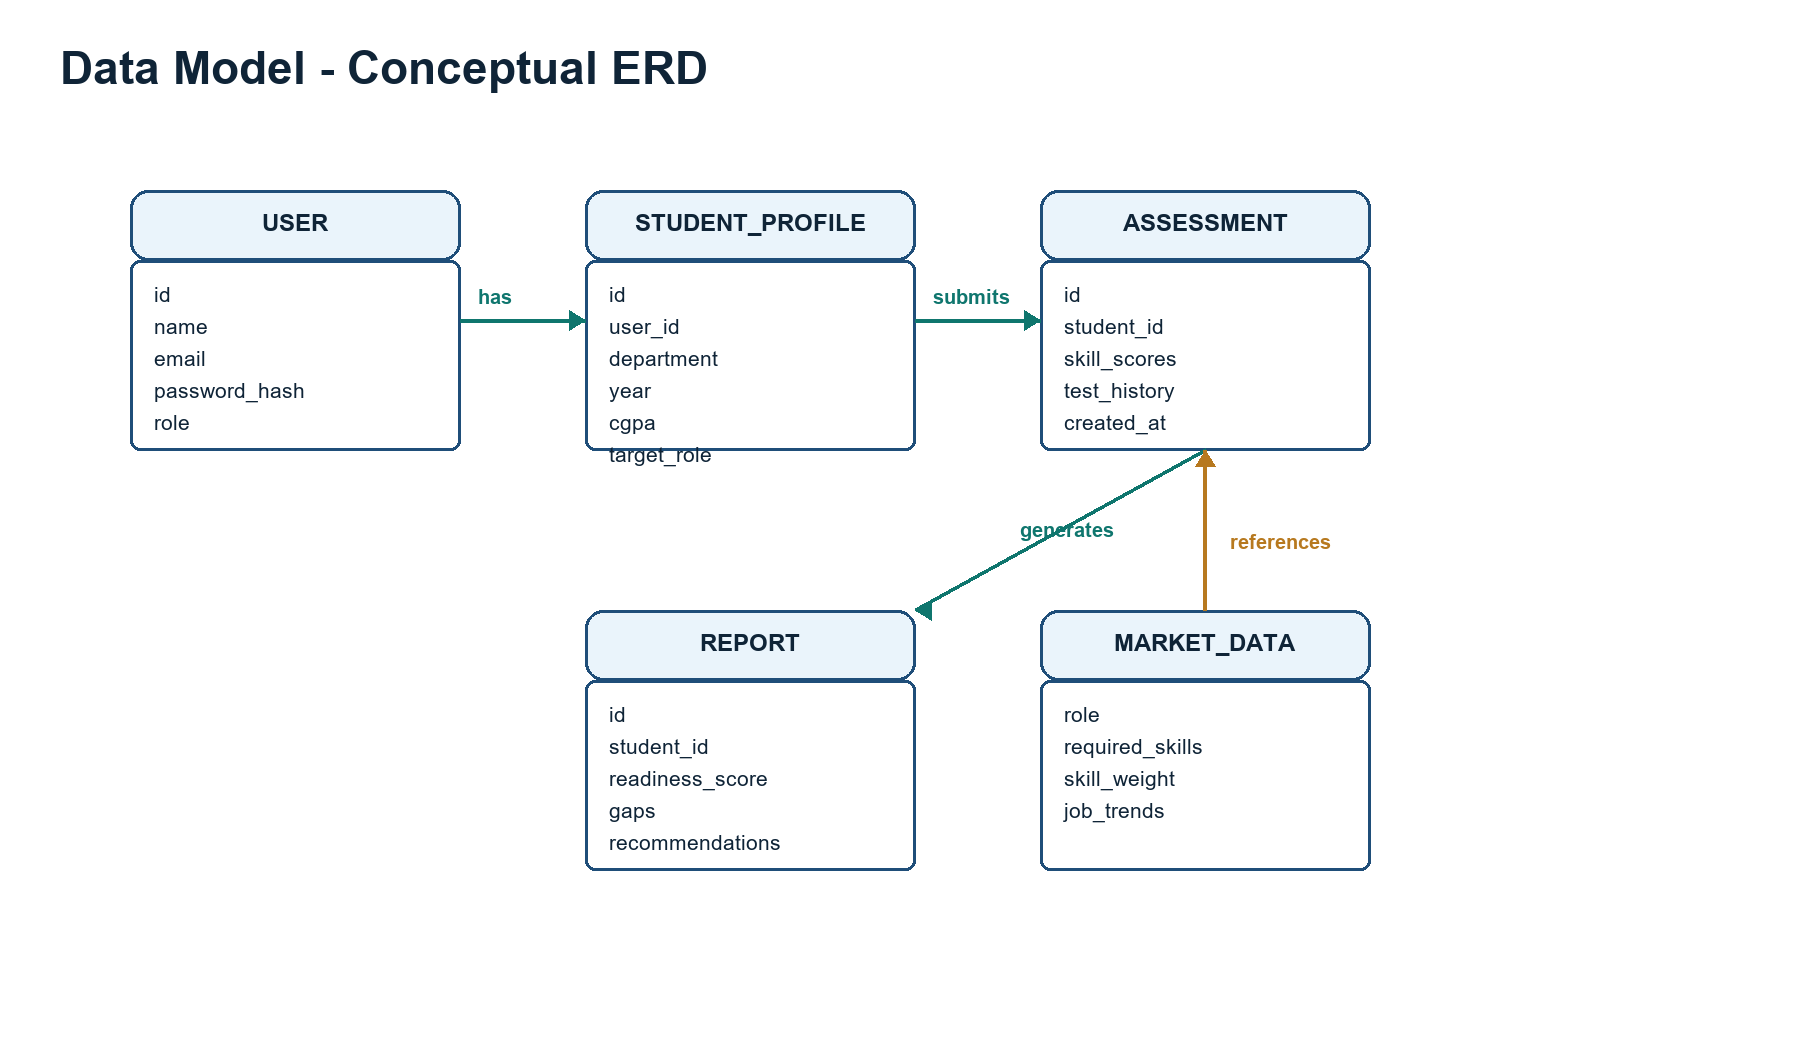 Data Model - Conceptual ERD
USER
id
name
email
password_hash
role
has
STUDENT_PROFILE
id
user_id
department
year
cgpa
target_role
submits
ASSESSMENT
id
student_id
skill_scores
test_history
created_at
generates
references
REPORT
id
student_id
readiness_score
gaps
recommendations
MARKET_DATA
role
required_skills
skill_weight
job_trends